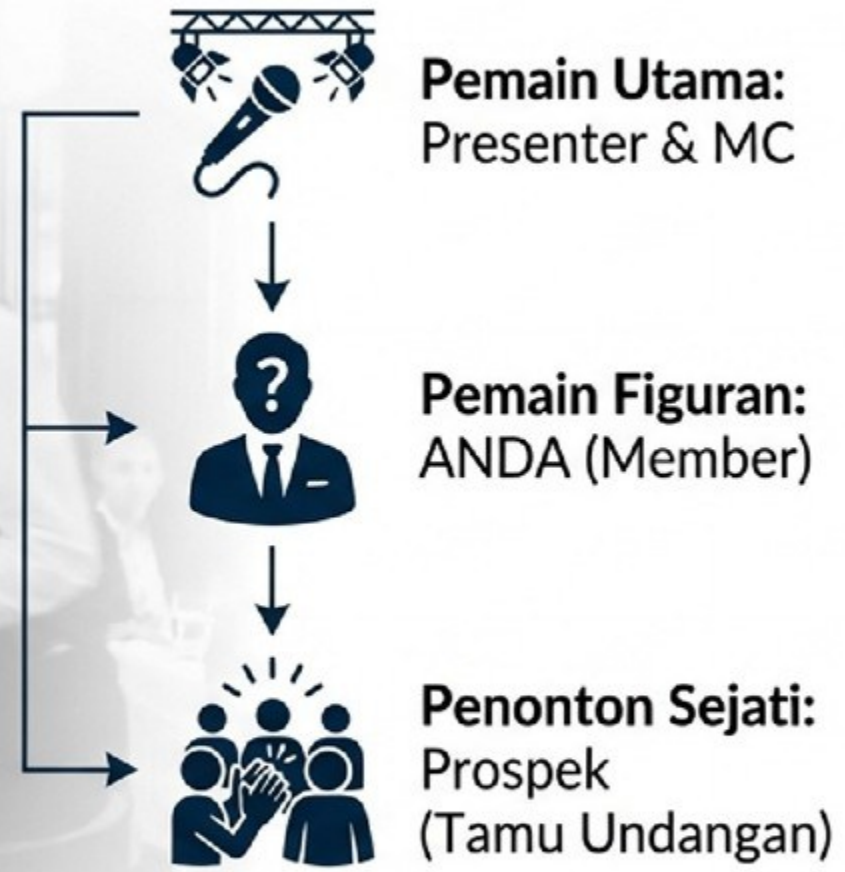 Pemain Utama:
Presenter & MC
?
Pemain Figuran:
ANDA (Member)
Penonton Sejati:
Prospek
(Tamu Undangan)